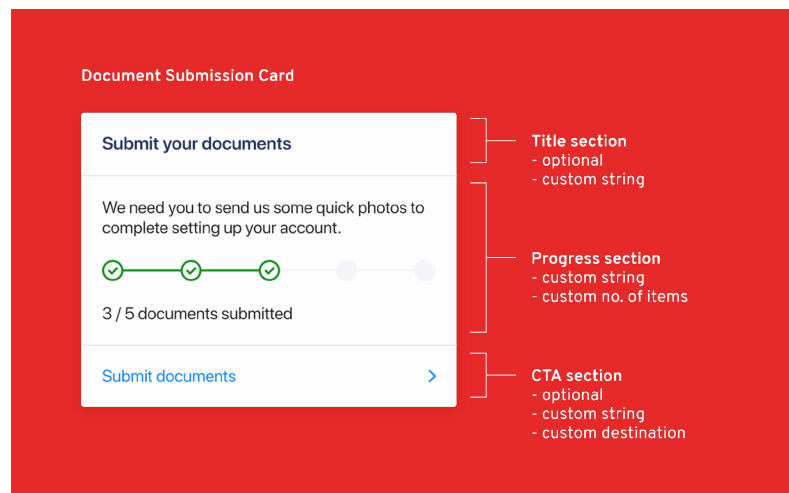 Document Submission Card
Submit your documents
We need you to send us some quick photos to
complete setting up your account.
3 / 5 documents submitted
Submit documents
Title section
- optional
- custom string
Progress section
- custom string
- custom no. of items
CTA section
- optional
- custom string
- custom destination